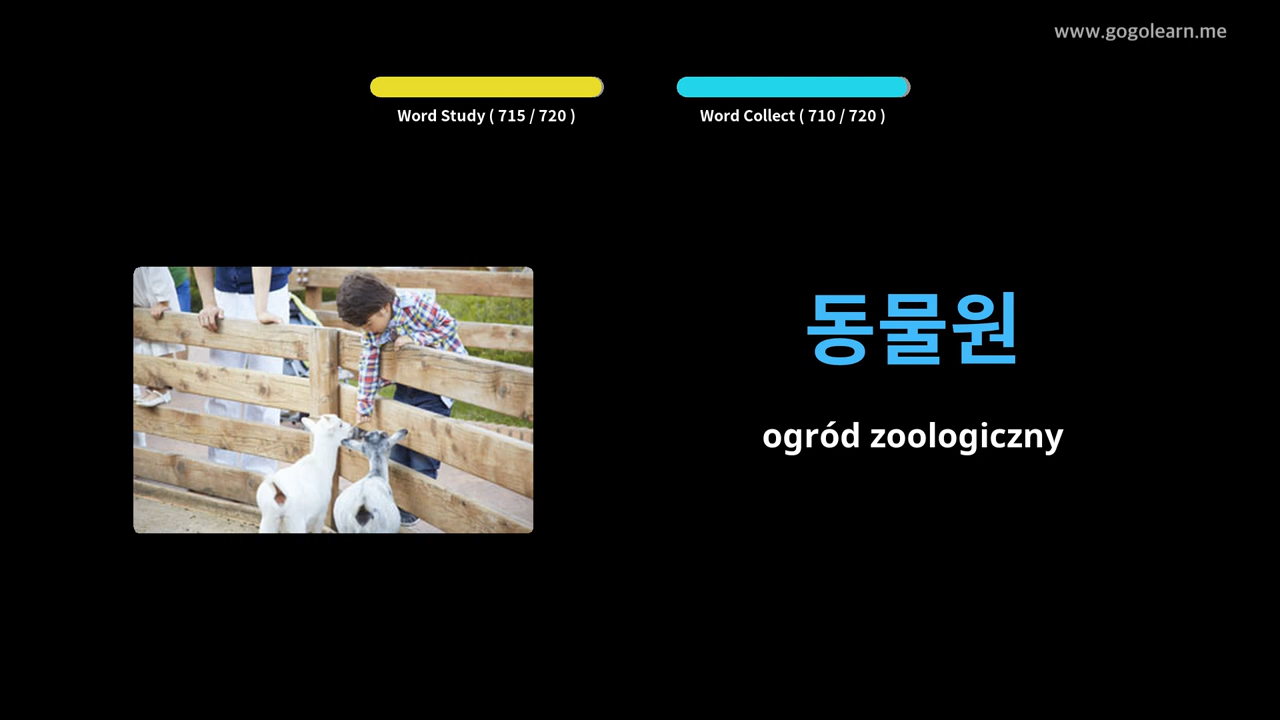 www.gogolearn.me
Word Study ( 715 / 720 )
Word Collect ( 710 / 720 )
동물원
ogród zoologiczny